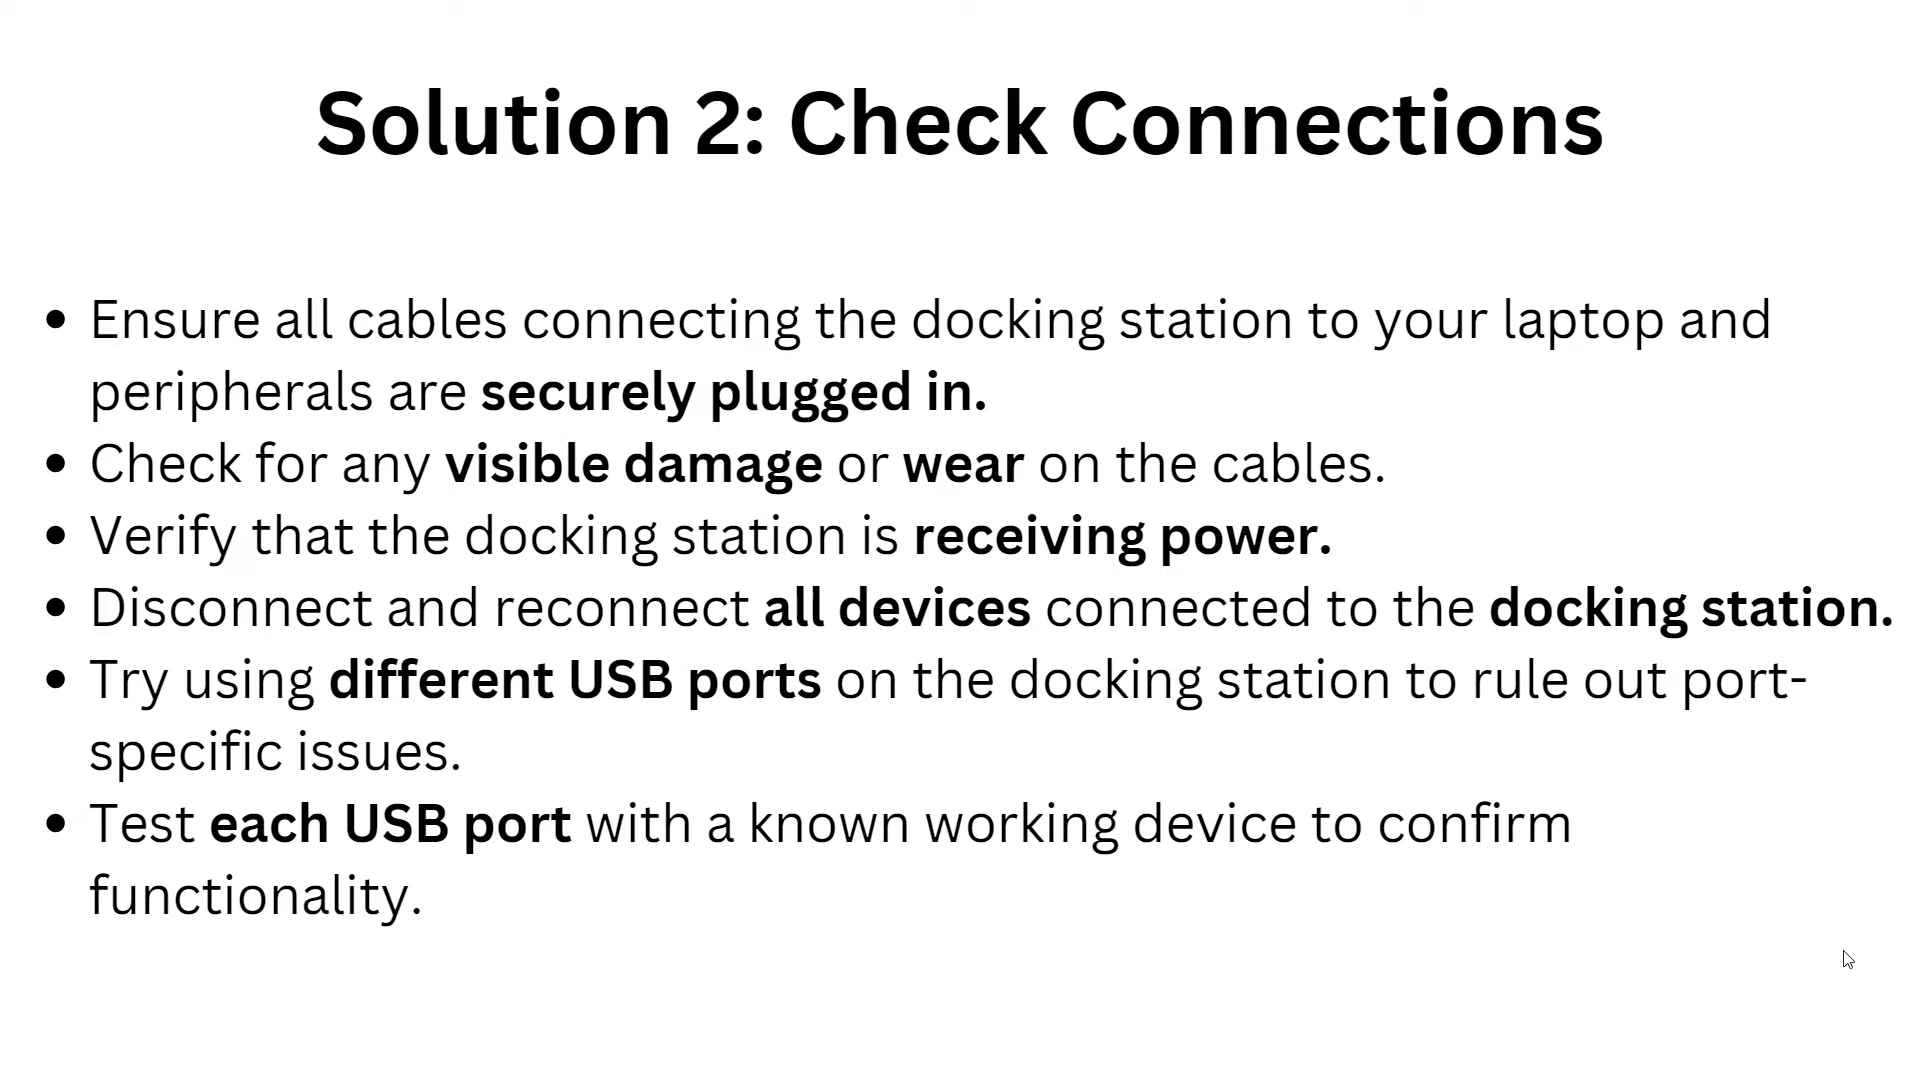 Solution 2: Check Connections
• Ensure all cables connecting the docking station to your laptop and
peripherals are securely plugged in.
• Check for any visible damage or wear on the cables.
• Verify that the docking station is receiving power.
• Disconnect and reconnect all devices connected to the docking station.
• Try using different USB ports on the docking station to rule out port-
specific issues.
• Test each USB port with a known working device to confirm
functionality.